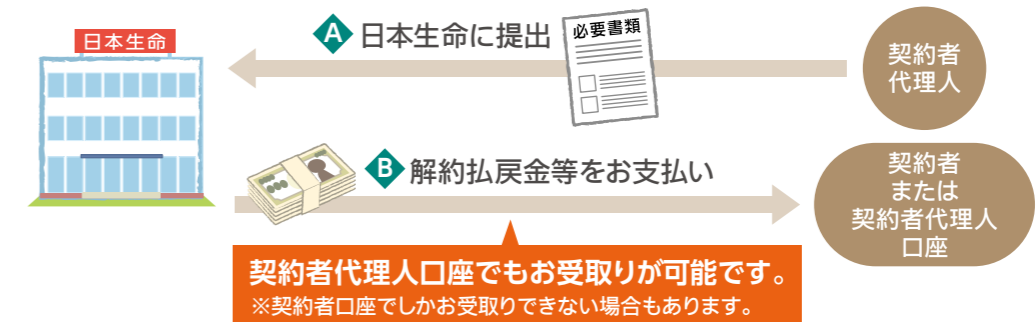 日本生命
A 日本生命に提出
必要書類
契約者
代理人
B 解約払戻金等をお支払い
契約者
または
契約者代理人
口座
契約者代理人口座でもお受取りが可能です。
※契約者口座でしかお受取りできない場合もあります。